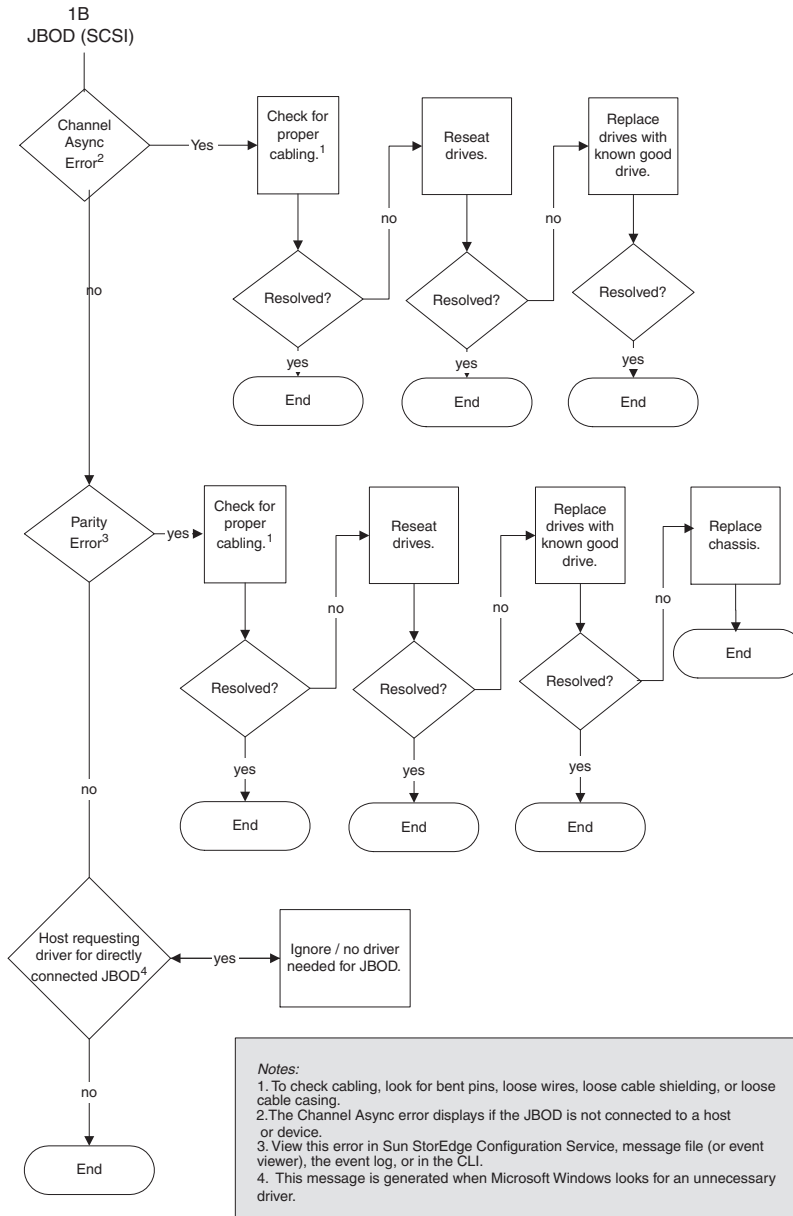 1B
JBOD (SCSI)
Channel
Async
Error2
Yes
Check for
proper
cabling.1
no
Reseat
drives.
no
Replace
drives with
known good
drive.
no
Resolved?
Resolved?
Resolved?
yes
yes
yes
End
End
End
Parity
Error3
yes
Check for
proper
cabling.1
no
Reseat
drives.
no
Replace
drives with
known good
drive.
no
Replace
chassis.
End
Resolved?
Resolved?
Resolved?
yes
yes
yes
no
End
End
End
Host requesting
driver for directly
connected JBOD4
yes
Ignore / no driver
needed for JBOD.
no
End
Notes:
1. To check cabling, look for bent pins, loose wires, loose cable shielding, or loose
cable casing.
2.The Channel Async error displays if the JBOD is not connected to a host
or device.
3. View this error in Sun StorEdge Configuration Service, message file (or event
viewer), the event log, or in the CLI.
4. This message is generated when Microsoft Windows looks for an unnecessary
driver.